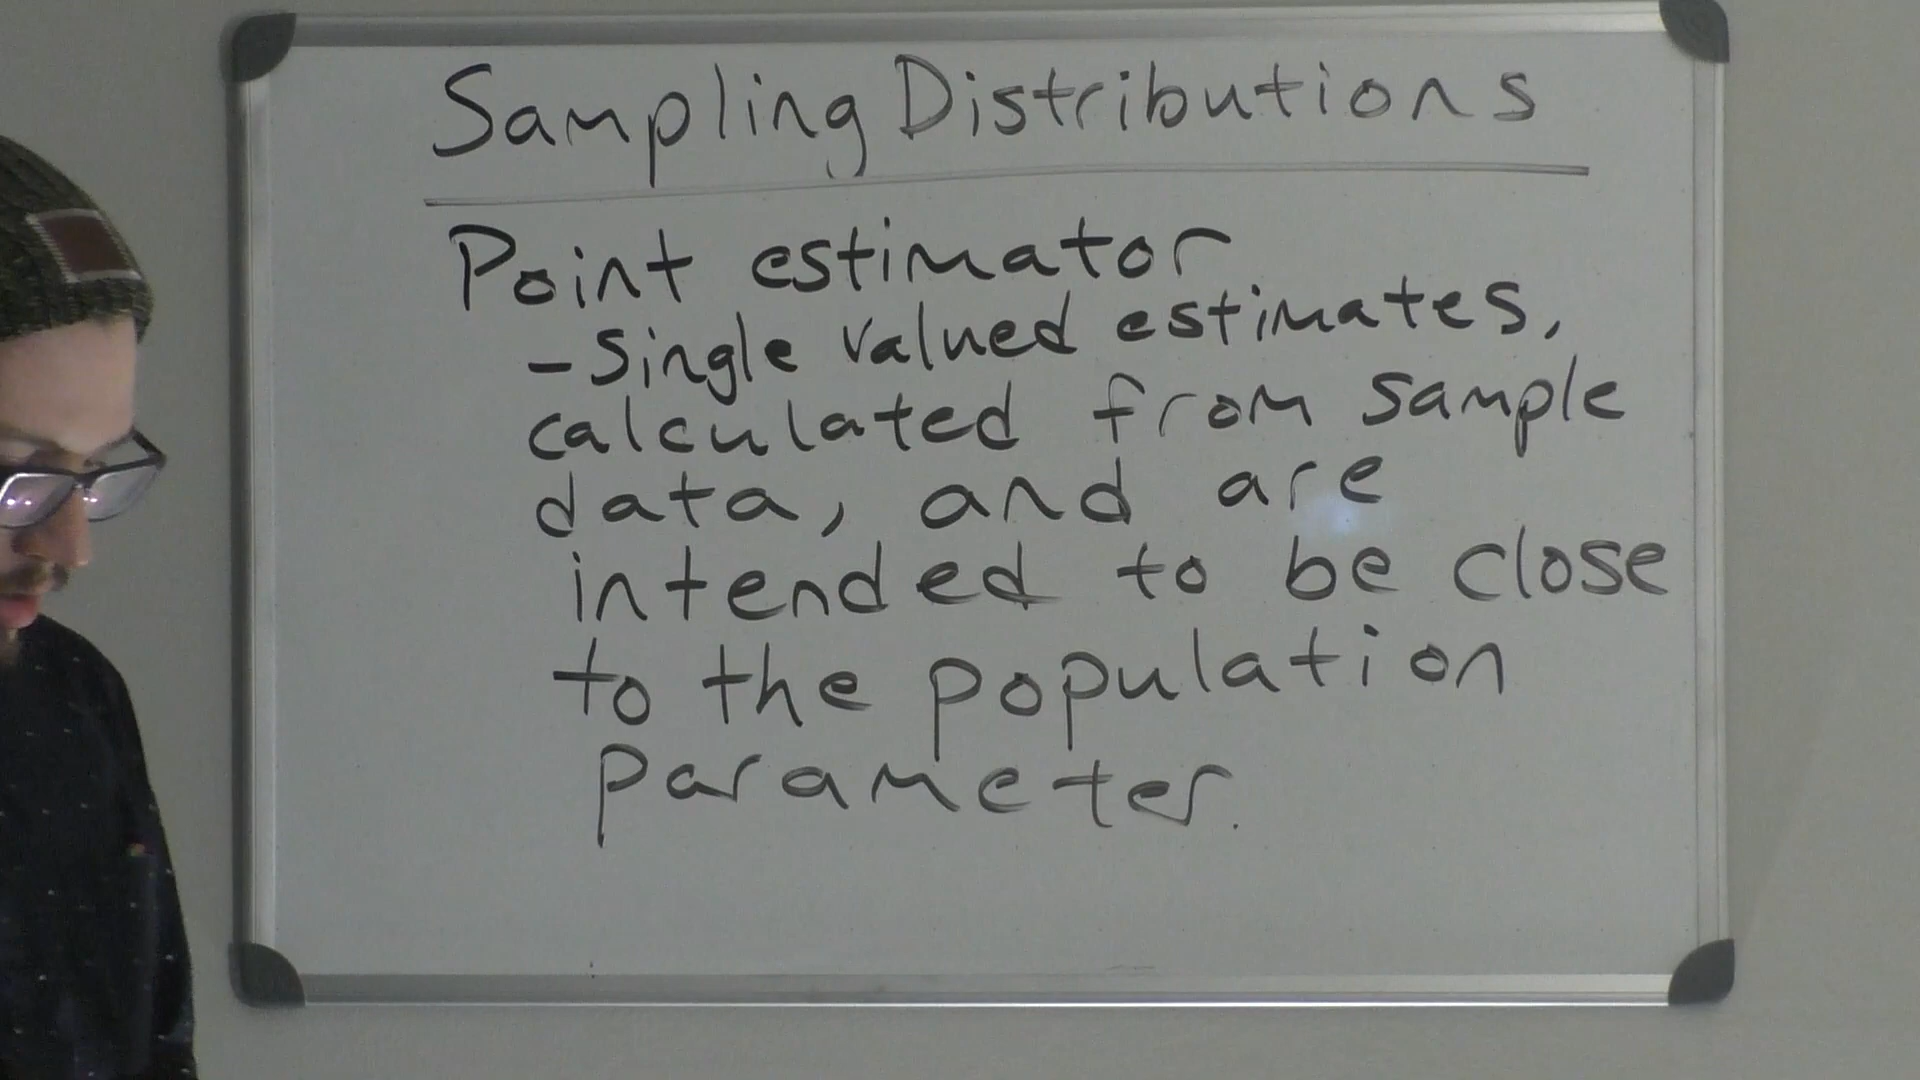 Sampling Distributions
Point estimator
- Single valued estimates,
calculated from sample
data, and are
intended to be close
to the population
parameter.